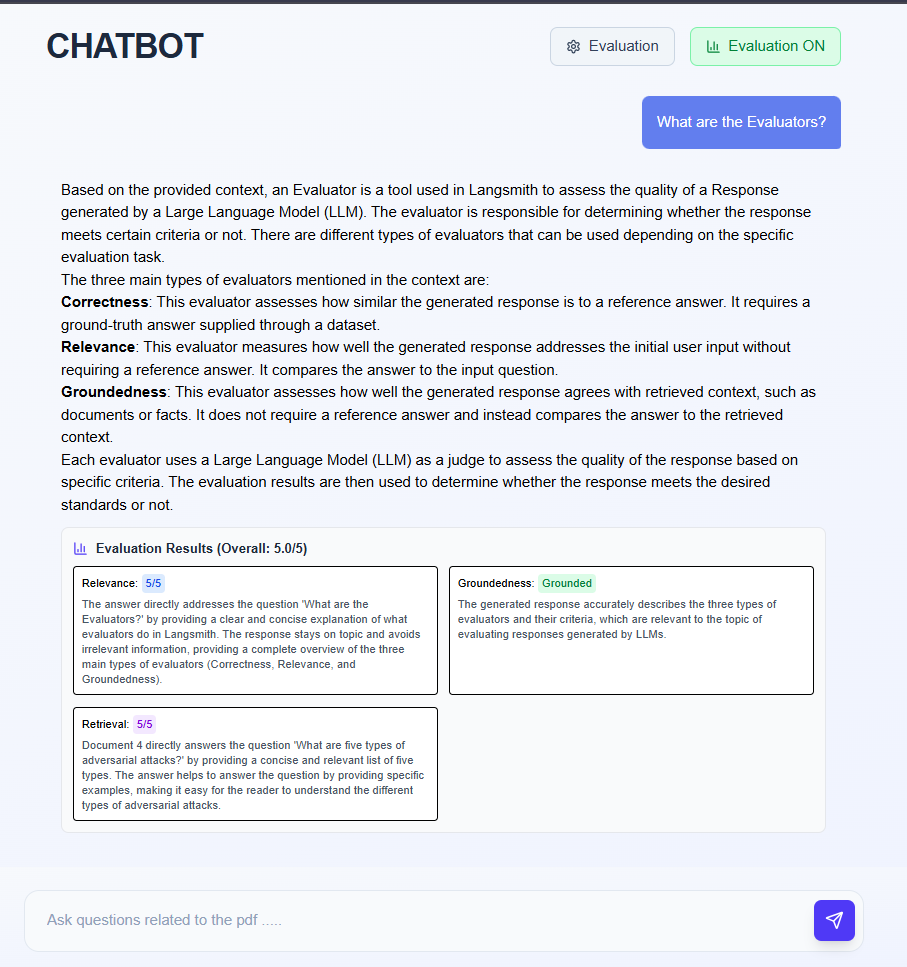 CHATBOT
Evaluation
Evaluation ON
What are the Evaluators?
Based on the provided context, an Evaluator is a tool used in Langsmith to assess the quality of a Response
generated by a Large Language Model (LLM). The evaluator is responsible for determining whether the response
meets certain criteria or not. There are different types of evaluators that can be used depending on the specific
evaluation task.
The three main types of evaluators mentioned in the context are:
Correctness: This evaluator assesses how similar the generated response is to a reference answer. It requires a
ground-truth answer supplied through a dataset.
Relevance: This evaluator measures how well the generated response addresses the initial user input without
requiring a reference answer. It compares the answer to the input question.
Groundedness: This evaluator assesses how well the generated response agrees with retrieved context, such as
documents or facts. It does not require a reference answer and instead compares the answer to the retrieved
context.
Each evaluator uses a Large Language Model (LLM) as a judge to assess the quality of the response based on
specific criteria. The evaluation results are then used to determine whether the response meets the desired
standards or not.
Evaluation Results (Overall: 5.0/5)
Relevance: 5/5
The answer directly addresses the question 'What are the
Evaluators?' by providing a clear and concise explanation of what
evaluators do in Langsmith. The response stays on topic and avoids
irrelevant information, providing a complete overview of the three
main types of evaluators (Correctness, Relevance, and
Groundedness).
Groundedness: Grounded
The generated response accurately describes the three types of
evaluators and their criteria, which are relevant to the topic of
evaluating responses generated by LLMs.
Retrieval: 5/5
Document 4 directly answers the question 'What are five types of
adversarial attacks?' by providing a concise and relevant list of five
types. The answer helps to answer the question by providing specific
examples, making it easy for the reader to understand the different
types of adversarial attacks.
Ask questions related to the pdf .....